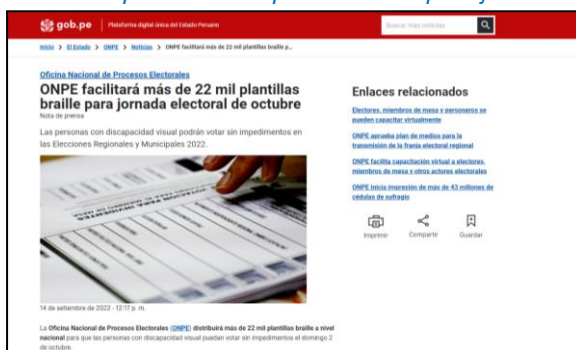 gob.pe Plataforma digital única del Estado Peruano
Buscar más noticias
Inicio > El Estado > ONPE > Noticias > ONPE facilitará más de 22 mil plantillas braille p...
Oficina Nacional de Procesos Electorales
ONPE facilitará más de 22 mil plantillas
braille para jornada electoral de octubre
Nota de prensa
Las personas con discapacidad visual podrán votar sin impedimentos en
las Elecciones Regionales y Municipales 2022.
14 de setiembre de 2022 - 12:17 p. m.
La Oficina Nacional de Procesos Electorales (ONPE) distribuirá más de 22 mil plantillas braille a nivel
nacional para que las personas con discapacidad visual puedan votar sin impedimentos el domingo 2
de octubre.
Enlaces relacionados
Electores, miembros de mesa y personeros se
pueden capacitar virtualmente
ONPE aprueba plan de medios para la
transmisión de la franja electoral regional
ONPE facilita capacitación virtual a electores,
miembros de mesa y otros actores electorales
ONPE inicia impresión de más de 43 millones de
cédulas de sufragio
Imprimir Comparte Guardar